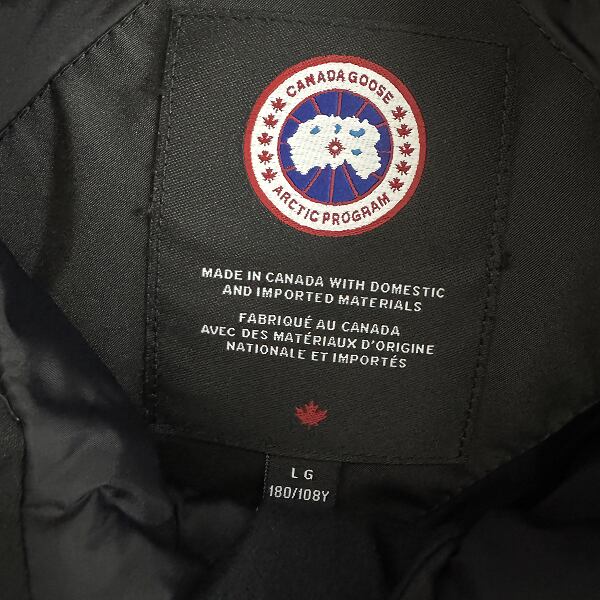 CANADA GOOSE
ARCTIC PROGRAM
MADE IN CANADA WITH DOMESTIC
AND IMPORTED MATERIALS
FABRIQUÉ AU CANADA
AVEC DES MATÉRIAUX D'ORIGINE
NATIONALE ET IMPORTÉS
LG
180/108Y